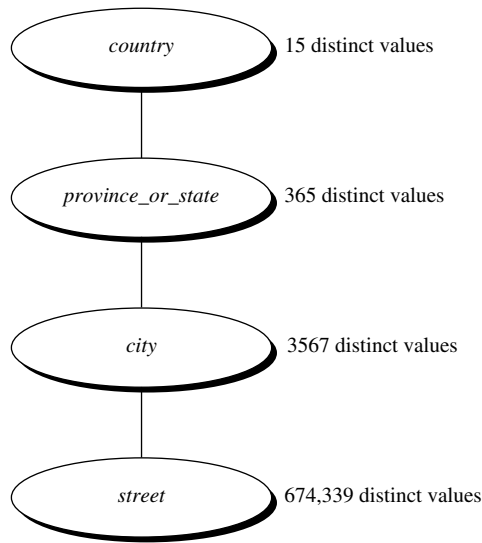 country 15 distinct values
province_or_state 365 distinct values
city 3567 distinct values
street 674,339 distinct values